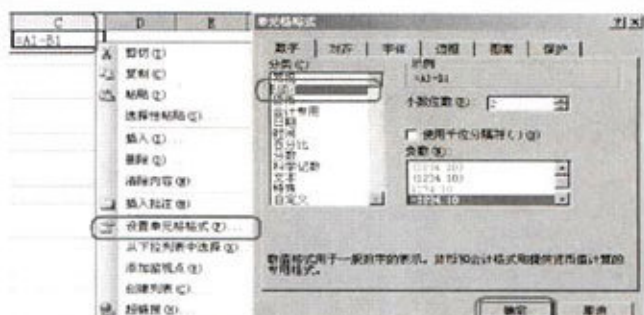 C D E
=A1-B1
剪切(T)
复制(C)
粘贴(P)
选择性粘贴(S)...
插入(I)...
删除(D)...
清除内容(N)
插入批注(M)
设置单元格格式(F)...
从下拉列表中选择(K)...
添加监视点(W)
创建列表(C)...
超链接(H)...
单元格格式
数字 对齐 字体 边框 图案 保护
分类(C)
常规
货币
会计专用
日期
时间
百分比
分数
科学记数
文本
特殊
自定义
示例
=A1-B1
小数位数(D): 2
使用千位分隔符(,)(U)
负数(N):
(1234.10)
(1234.10)
1234.10
-1234.10
数值格式用于一般数字的表示。货币和会计格式则提供货币值计算的
专用格式。
确定 取消